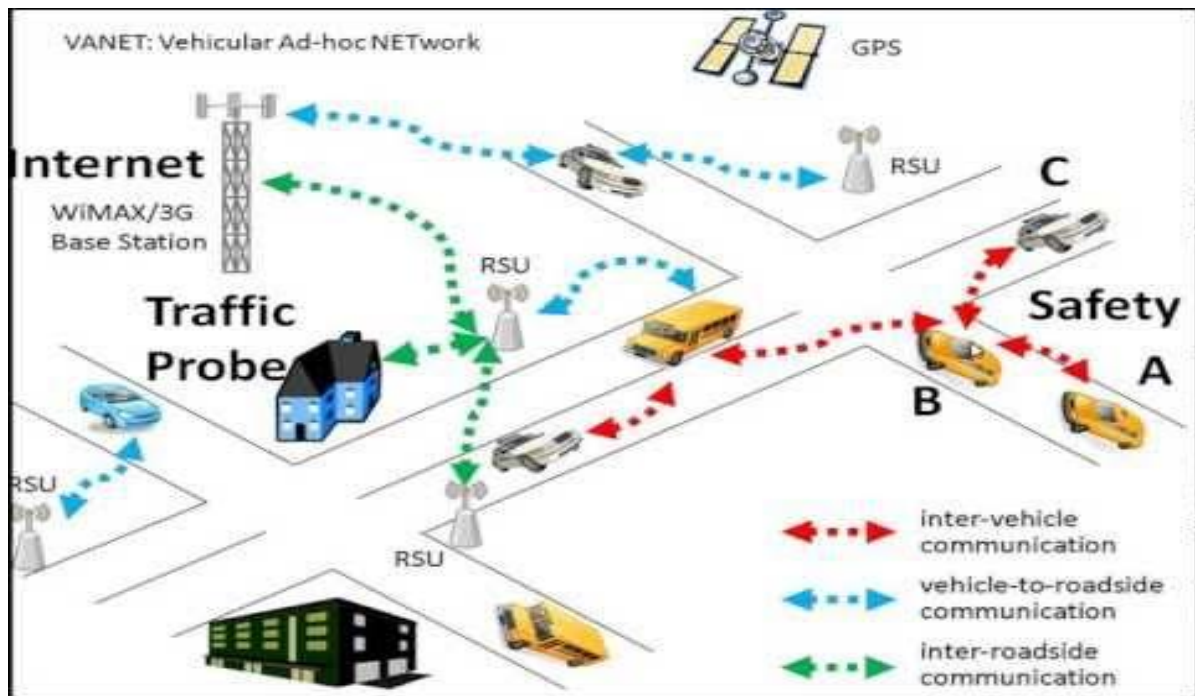 VANET: Vehicular Ad-hoc NETwork
GPS
Internet
WiMAX/3G
Base Station
RSU
C
RSU
Traffic
Probe
Safety
A
B
RSU
RSU
inter-vehicle
communication
vehicle-to-roadside
communication
inter-roadside
communication